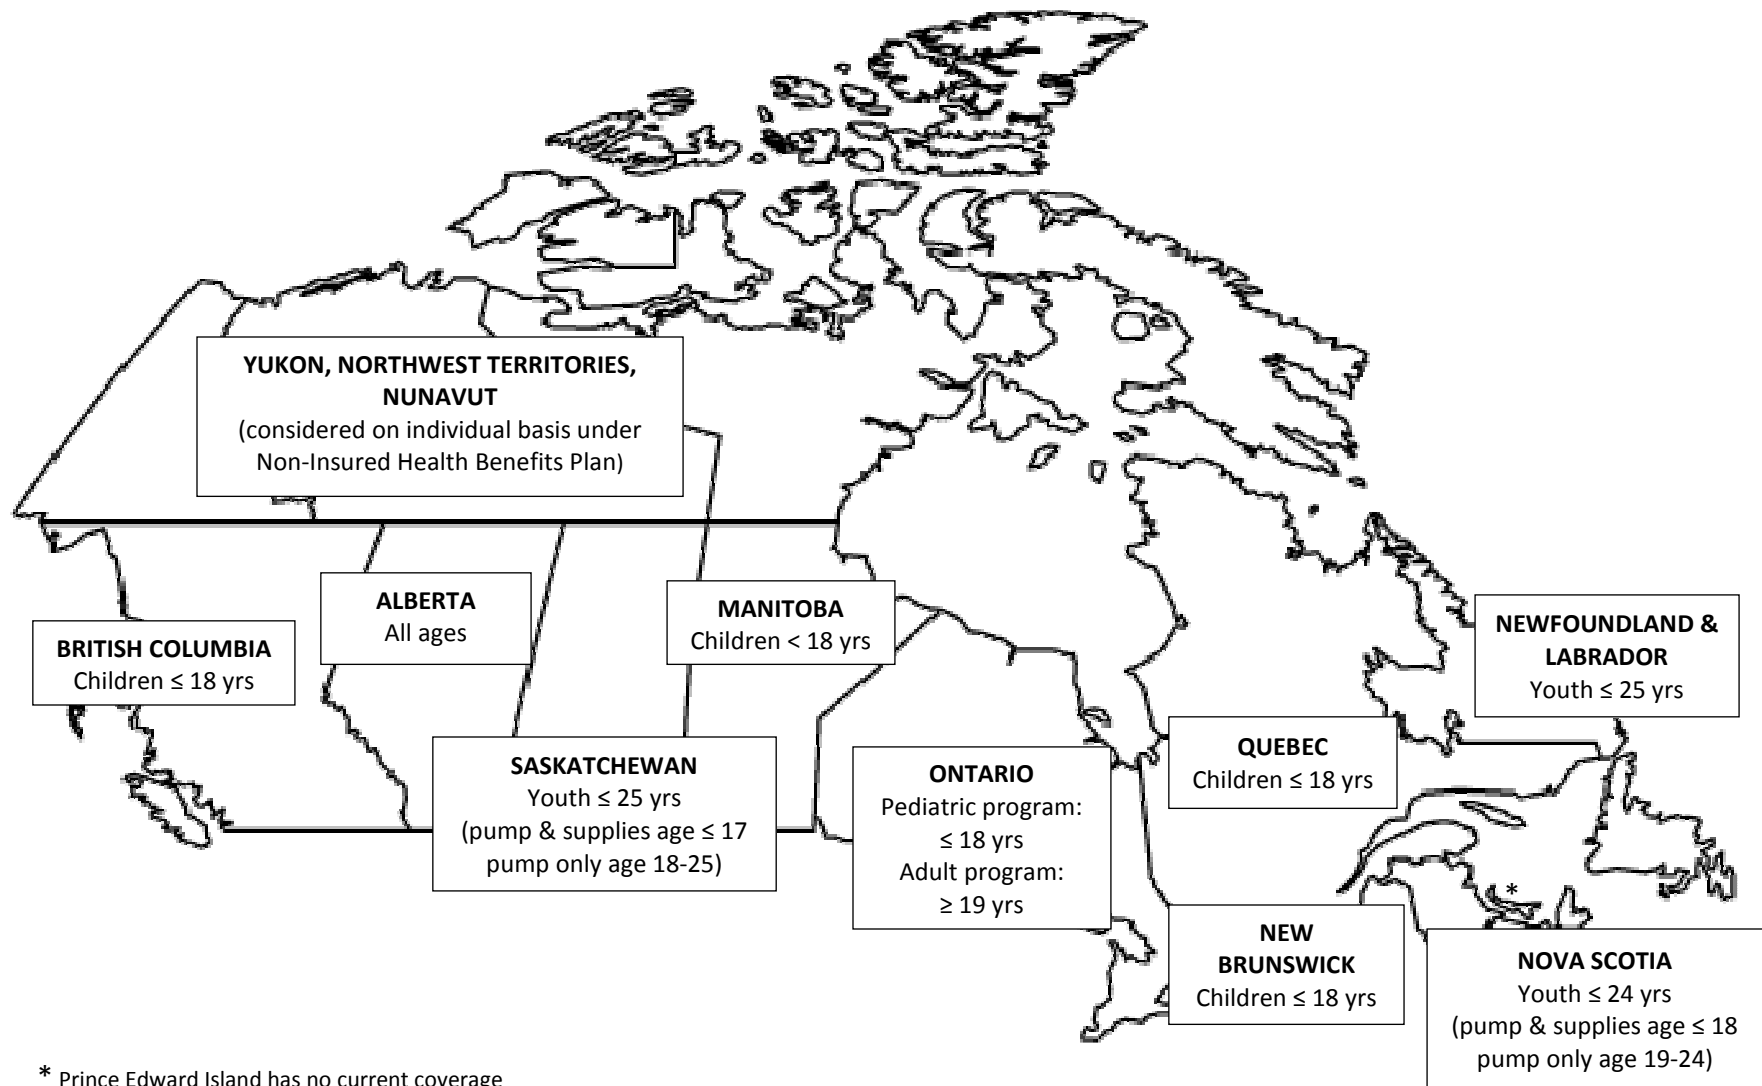 YUKON, NORTHWEST TERRITORIES,
NUNAVUT
(considered on individual basis under
Non-Insured Health Benefits Plan)
BRITISH COLUMBIA
Children ≤ 18 yrs
ALBERTA
All ages
SASKATCHEWAN
Youth ≤ 25 yrs
(pump & supplies age ≤ 17
pump only age 18-25)
MANITOBA
Children < 18 yrs
ONTARIO
Pediatric program:
≤ 18 yrs
Adult program:
≥ 19 yrs
QUEBEC
Children ≤ 18 yrs
NEWFOUNDLAND &
LABRADOR
Youth ≤ 25 yrs
NEW
BRUNSWICK
Children ≤ 18 yrs
*
NOVA SCOTIA
Youth ≤ 24 yrs
(pump & supplies age ≤ 18
pump only age 19-24)
* Prince Edward Island has no current coverage